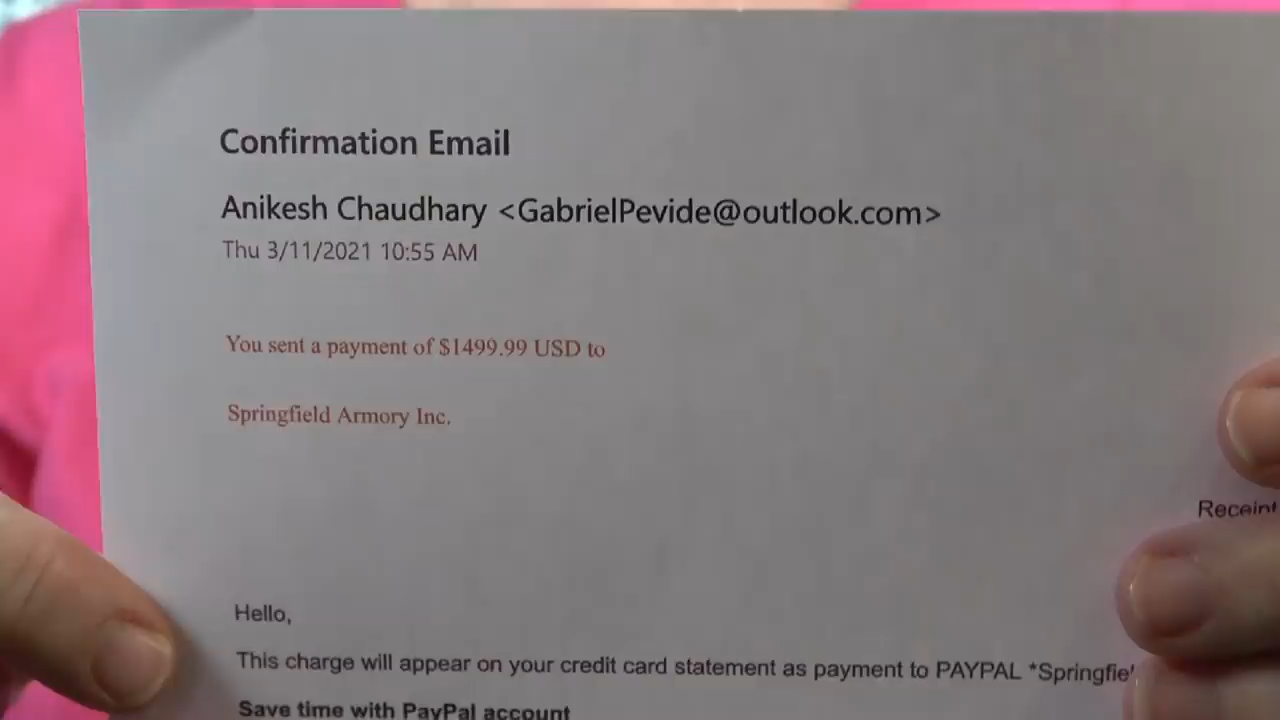 Confirmation Email
Anikesh Chaudhary <GabrielPevide@outlook.com>
Thu 3/11/2021 10:55 AM
You sent a payment of $1499.99 USD to
Springfield Armory Inc.
Receipt
Hello,
This charge will appear on your credit card statement as payment to PAYPAL *Springfie
Save time with PayPal account